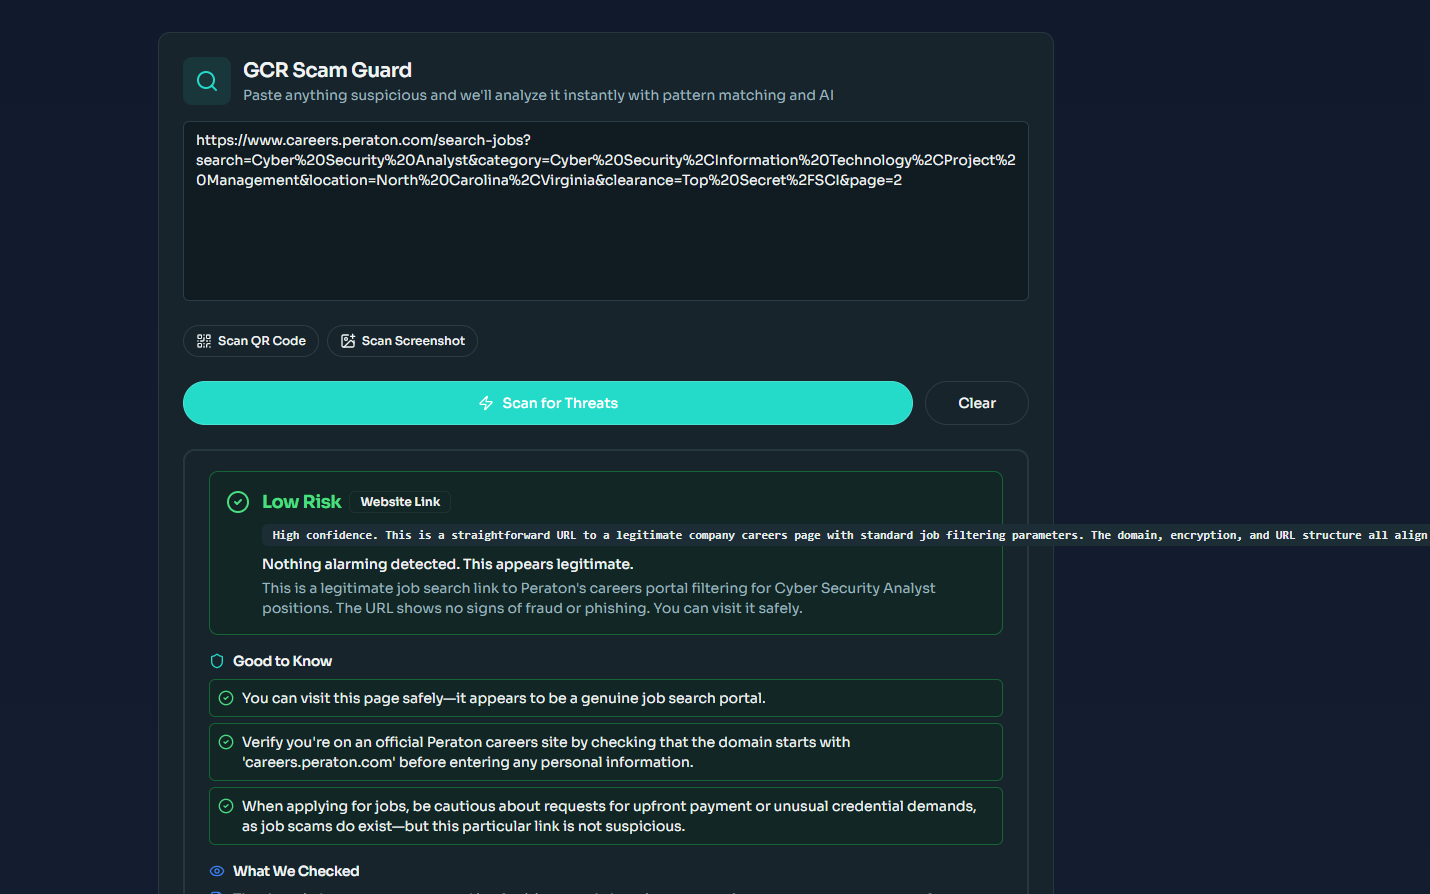 GCR Scam Guard
Paste anything suspicious and we'll analyze it instantly with pattern matching and AI
https://www.careers.peraton.com/search-jobs?
search=Cyber%20Security%20Analyst&category=Cyber%20Security%2CInformation%20Technology%2CProject%2
0Management&location=North%20Carolina%2CVirginia&clearance=Top%20Secret%2FSCI&page=2
Scan QR Code
Scan Screenshot
Scan for Threats
Clear
Low Risk
Website Link
High confidence. This is a straightforward URL to a legitimate company careers page with standard job filtering parameters. The domain, encryption, and URL structure all align
Nothing alarming detected. This appears legitimate.
This is a legitimate job search link to Peraton's careers portal filtering for Cyber Security Analyst
positions. The URL shows no signs of fraud or phishing. You can visit it safely.
Good to Know
You can visit this page safely—it appears to be a genuine job search portal.
Verify you're on an official Peraton careers site by checking that the domain starts with
'careers.peraton.com' before entering any personal information.
When applying for jobs, be cautious about requests for upfront payment or unusual credential demands,
as job scams do exist—but this particular link is not suspicious.
What We Checked